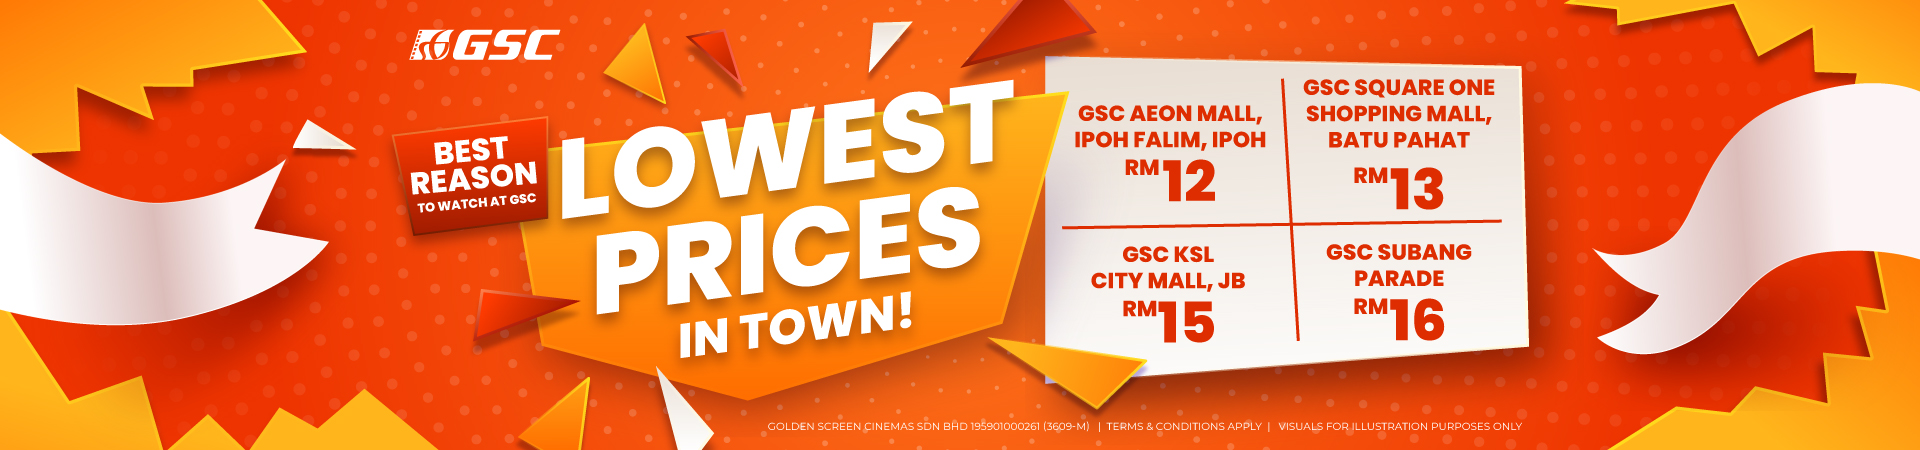 GSC
BEST
REASON
TO WATCH AT GSC
LOWEST
PRICES
IN TOWN!
GSC AEON MALL,
IPOH FALIM, IPOH
RM12
GSC SQUARE ONE
SHOPPING MALL,
BATU PAHAT
RM13
GSC KSL
CITY MALL, JB
RM15
GSC SUBANG
PARADE
RM16
GOLDEN SCREEN CINEMAS SDN BHD 195901000261 (3609-M) | TERMS & CONDITIONS APPLY | VISUALS FOR ILLUSTRATION PURPOSES ONLY